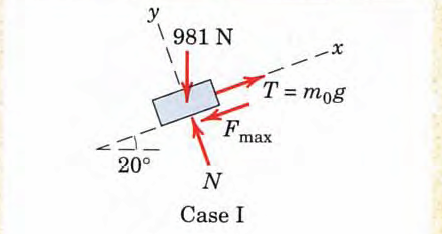 y
981 N
x
T = m₀g
F_max
20°
N
Case I